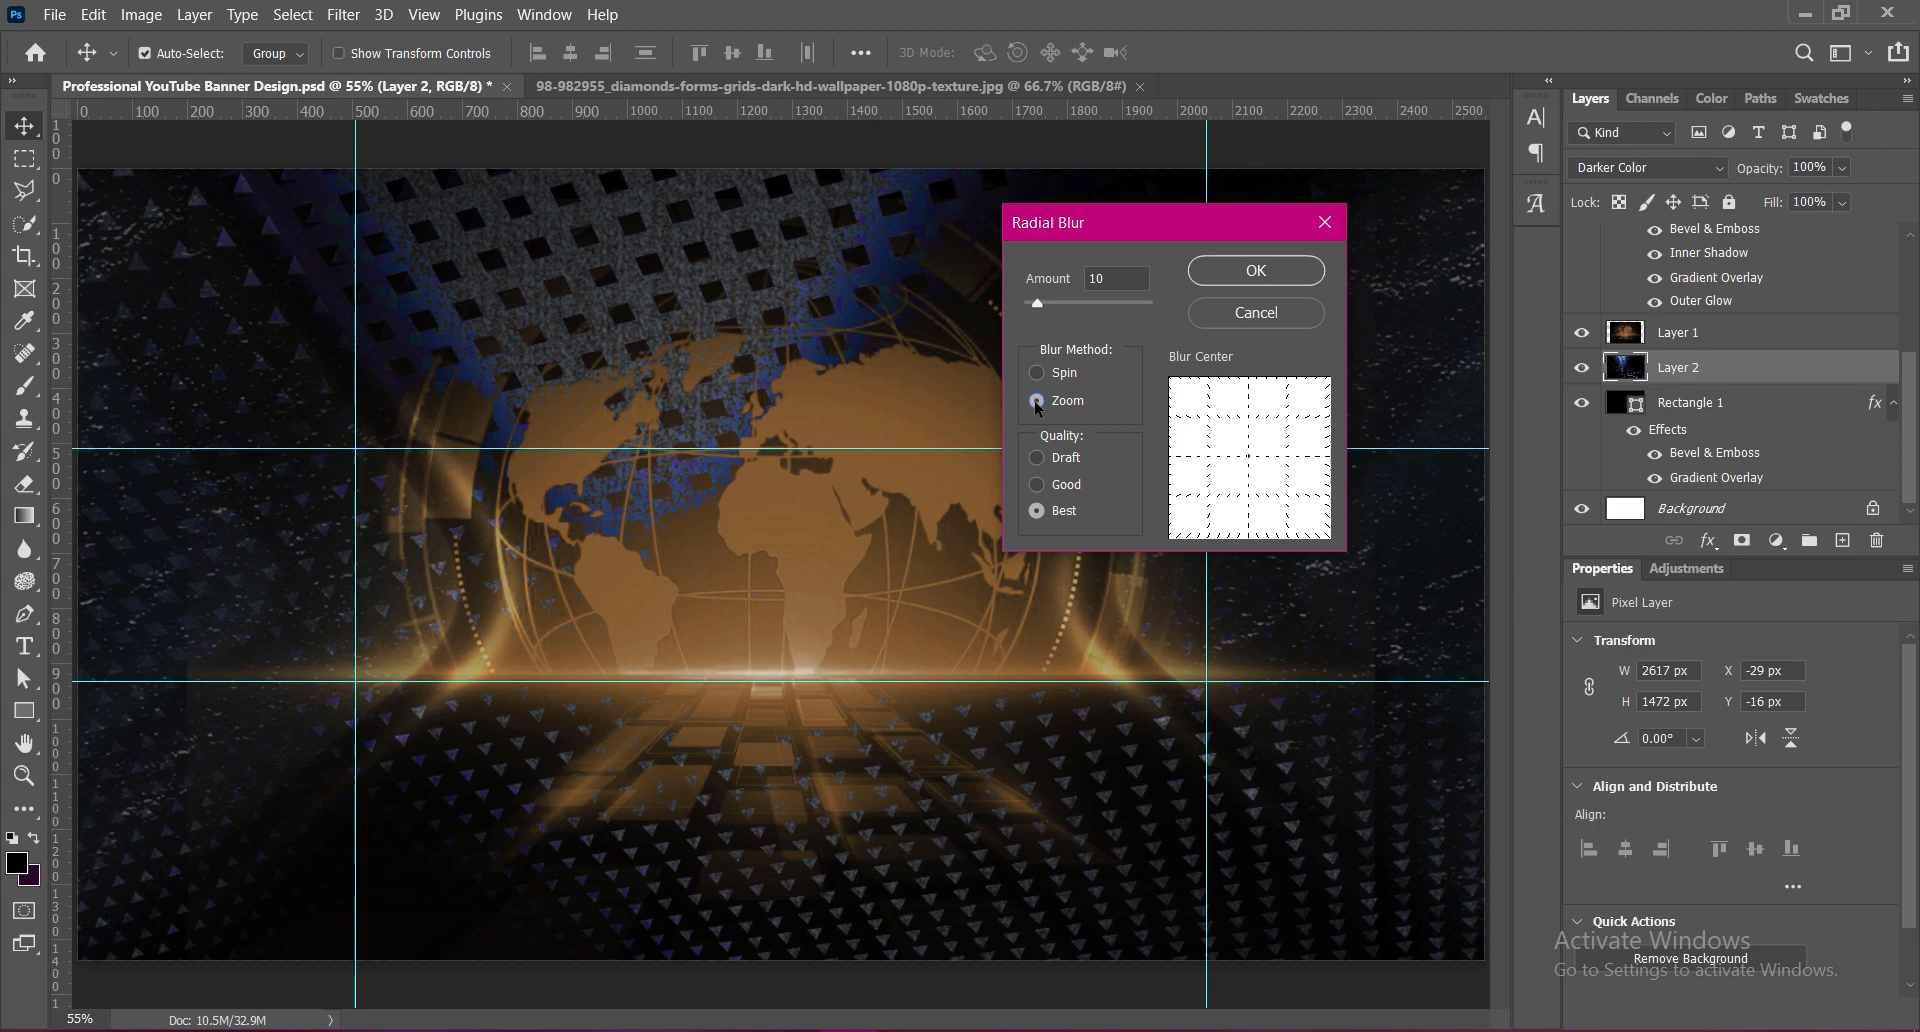 Ps File Edit Image Layer Type Select Filter 3D View Plugins Window Help
Auto-Select: Group Show Transform Controls 3D Mode:
Professional YouTube Banner Design.psd @ 55% (Layer 2, RGB/8) *
98-982955_diamonds-forms-grids-dark-hd-wallpaper-1080p-texture.jpg @ 66.7% (RGB/8#)
0 100 200 300 400 500 600 700 800 900 1000 1100 1200 1300 1400 1500 1600 1700 1800 1900 2000 2100 2200 2300 2400 2500
Radial Blur
Amount 10
OK
Cancel
Blur Method:
Spin
Zoom
Quality:
Draft
Good
Best
Blur Center
Layers Channels Color Paths Swatches
Kind
Darker Color Opacity: 100%
Lock: Fill: 100%
Bevel & Emboss
Inner Shadow
Gradient Overlay
Outer Glow
Layer 1
Layer 2
Rectangle 1 fx
Effects
Bevel & Emboss
Gradient Overlay
Background
fx
Properties Adjustments
Pixel Layer
Transform
W 2617 px X -29 px
H 1472 px Y -16 px
0.00°
Align and Distribute
Align:
Quick Actions
Remove Background
Activate Windows
Go to Settings to activate Windows.
55% Doc: 10.5M/32.9M